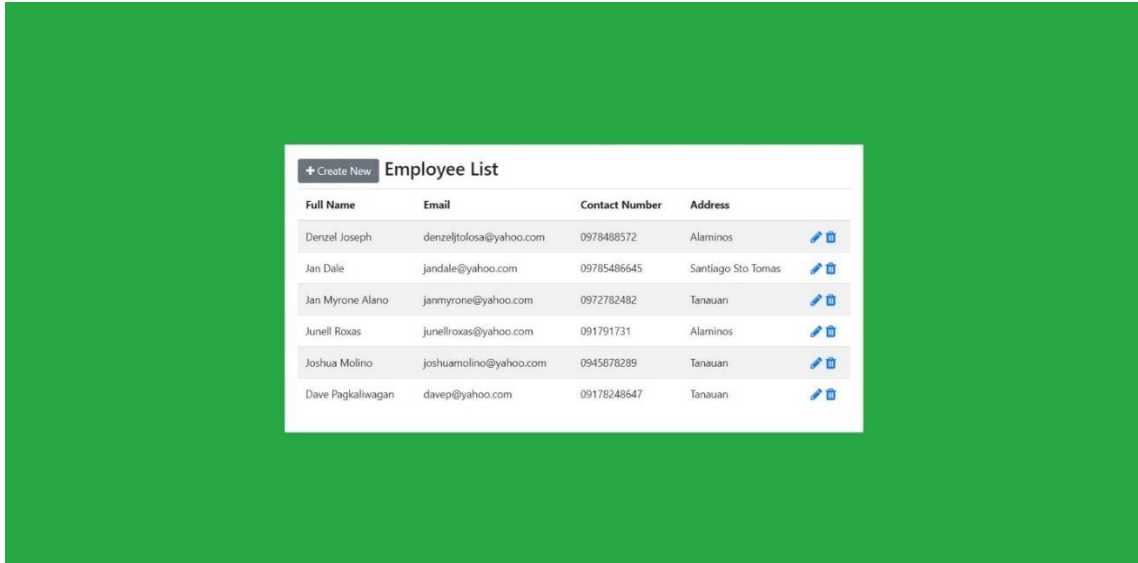 + Create New Employee List
Full Name Email Contact Number Address
Denzel Joseph denzeljtolosa@yahoo.com 0978488572 Alaminos
Jan Dale jandale@yahoo.com 09785486645 Santiago Sto Tomas
Jan Myrone Alano janmyrone@yahoo.com 0972782482 Tanauan
Junell Roxas junellroxas@yahoo.com 091791731 Alaminos
Joshua Molino joshuamolino@yahoo.com 0945878289 Tanauan
Dave Pagkaliwagan davep@yahoo.com 09178248647 Tanauan